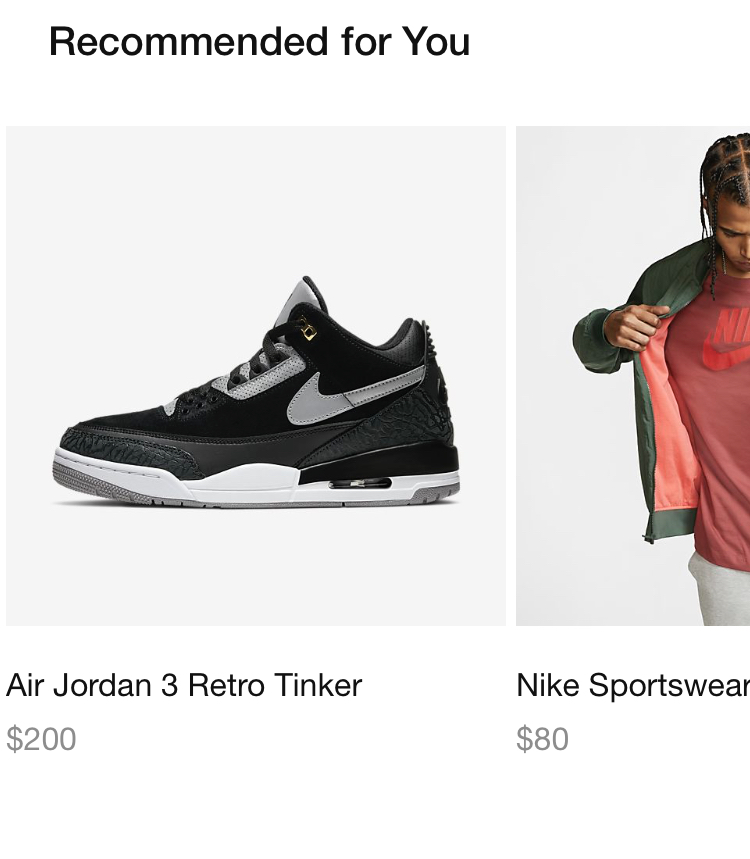 Recommended for You
Air Jordan 3 Retro Tinker
$200
Nike Sportswear
$80